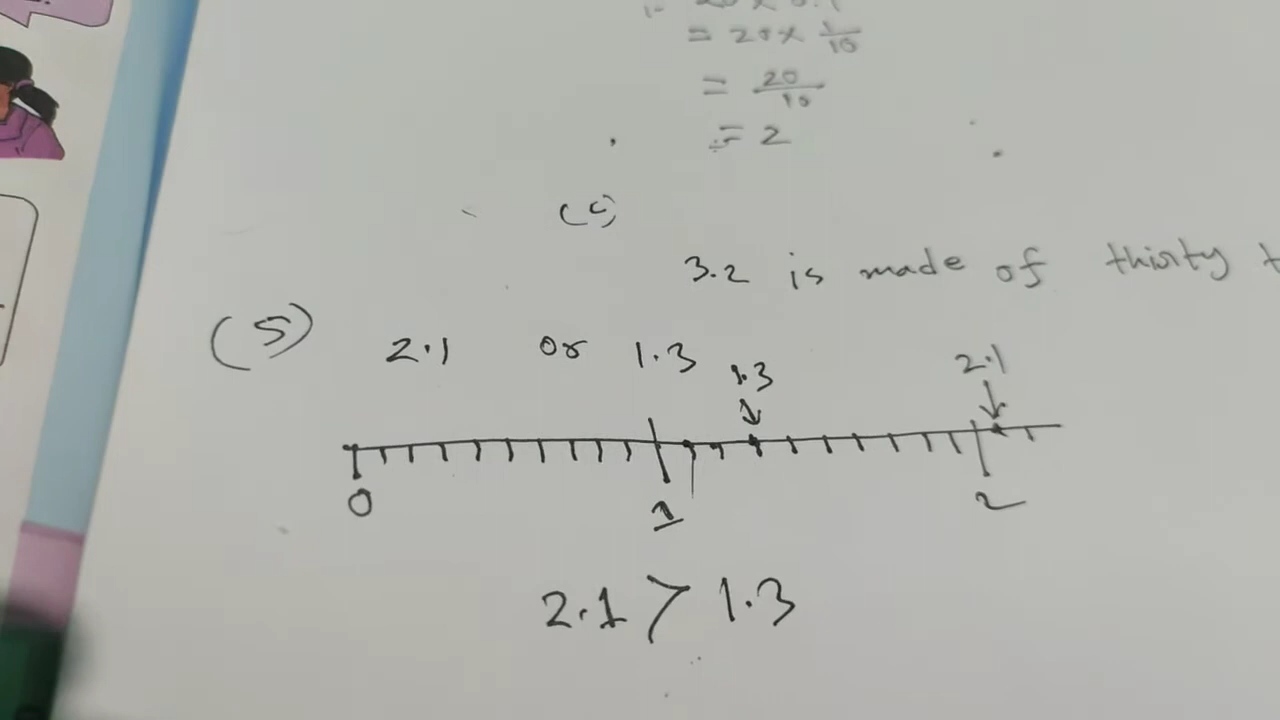 = 20 x 1/10
= 20/10
= 2
(c)
3.2 is made of thirty
(5) 2.1 or 1.3
1.3 2.1
0 1 2
2.1 > 1.3